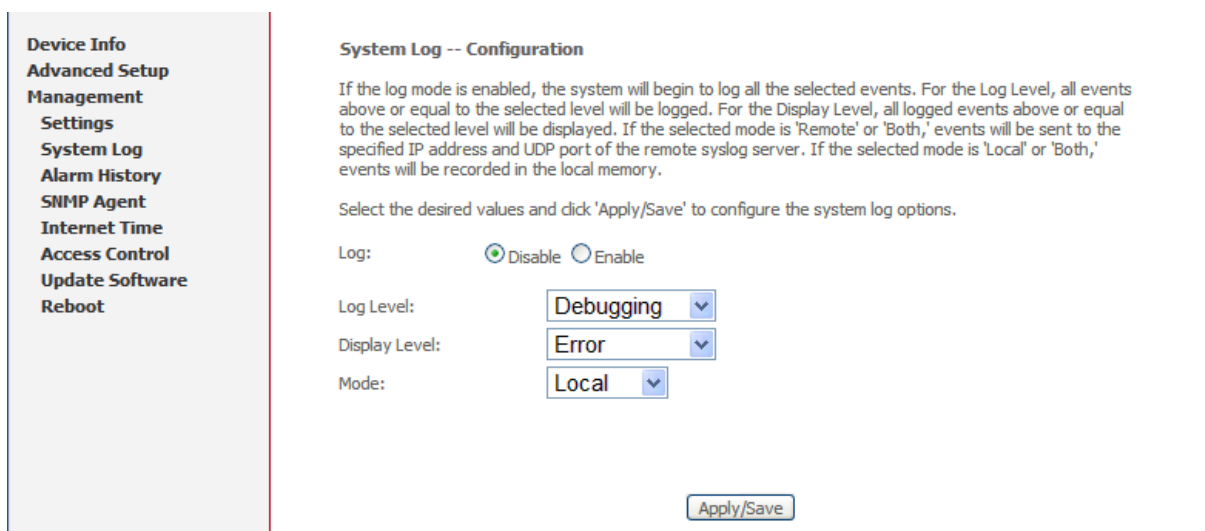 Device Info
Advanced Setup
Management
Settings
System Log
Alarm History
SNMP Agent
Internet Time
Access Control
Update Software
Reboot
System Log -- Configuration
If the log mode is enabled, the system will begin to log all the selected events. For the Log Level, all events
above or equal to the selected level will be logged. For the Display Level, all logged events above or equal
to the selected level will be displayed. If the selected mode is 'Remote' or 'Both,' events will be sent to the
specified IP address and UDP port of the remote syslog server. If the selected mode is 'Local' or 'Both,'
events will be recorded in the local memory.
Select the desired values and click 'Apply/Save' to configure the system log options.
Log: Disable Enable
Log Level: Debugging
Display Level: Error
Mode: Local
Apply/Save